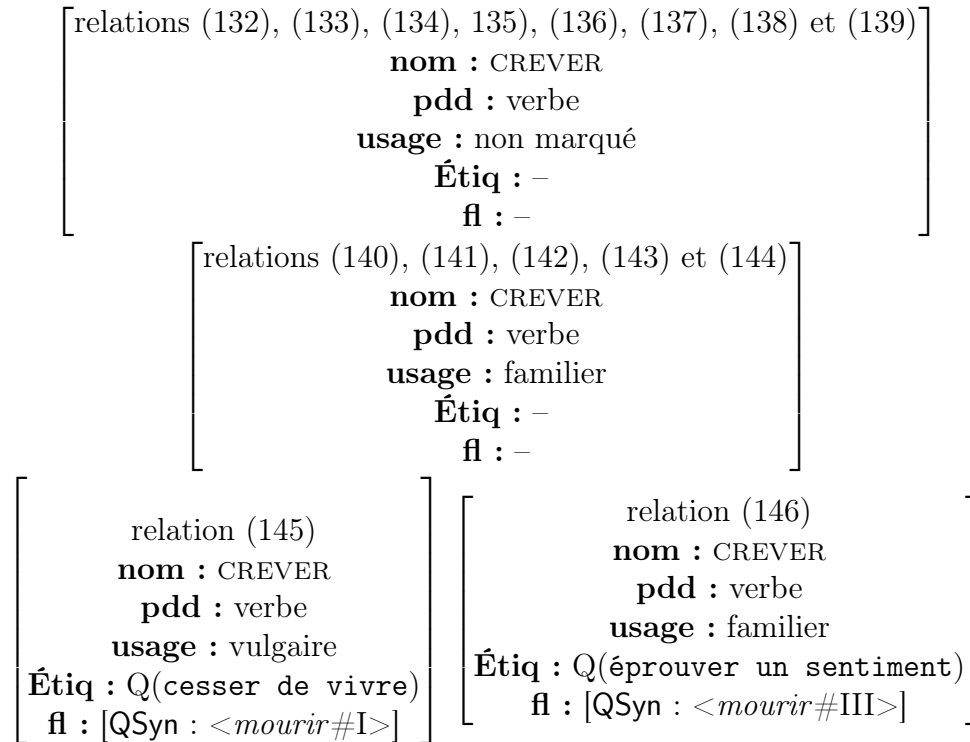 relations (132), (133), (134), 135), (136), (137), (138) et (139)
nom : CREVER
pdd : verbe
usage : non marqué
Étiq : –
fl : –
relations (140), (141), (142), (143) et (144)
nom : CREVER
pdd : verbe
usage : familier
Étiq : –
fl : –
relation (145)
nom : CREVER
pdd : verbe
usage : vulgaire
Étiq : Q(cesser de vivre)
fl : [QSyn : <mourir#I>]
relation (146)
nom : CREVER
pdd : verbe
usage : familier
Étiq : Q(éprouver un sentiment)
fl : [QSyn : <mourir#III>]